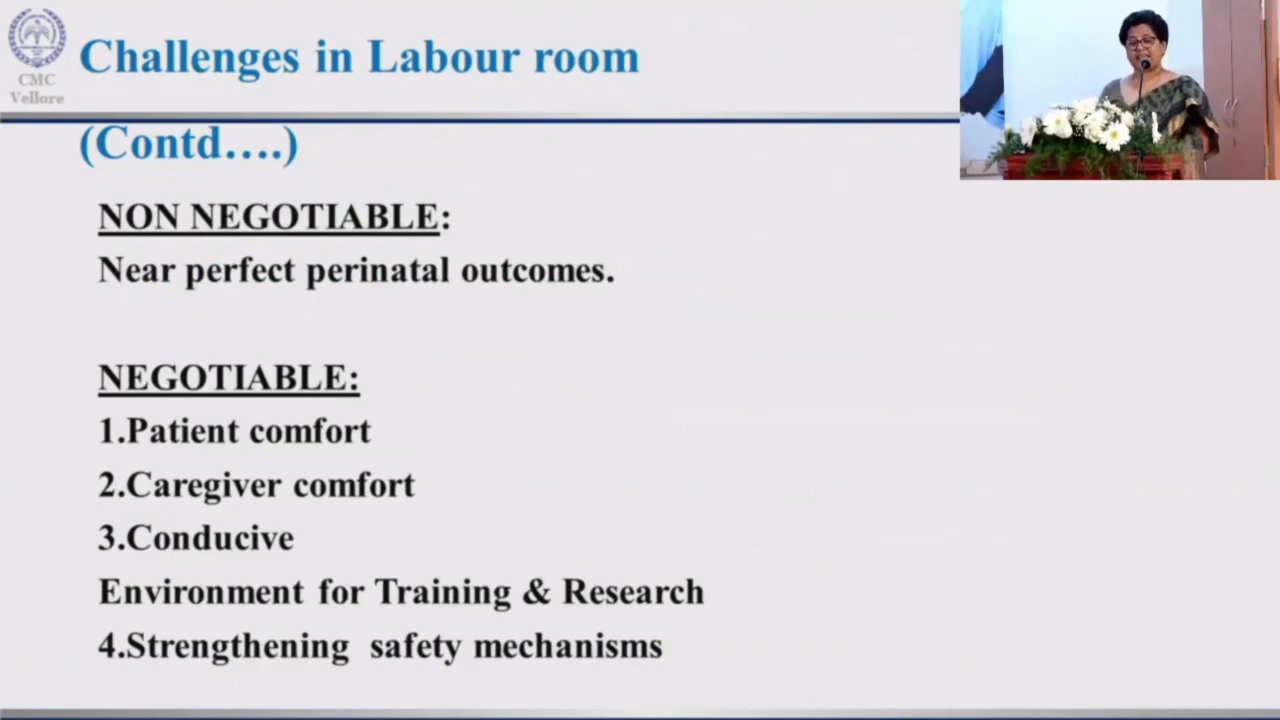 CMC
Vellore
Challenges in Labour room
(Contd….)
NON NEGOTIABLE:
Near perfect perinatal outcomes.
NEGOTIABLE:
1.Patient comfort
2.Caregiver comfort
3.Conducive
Environment for Training & Research
4.Strengthening safety mechanisms